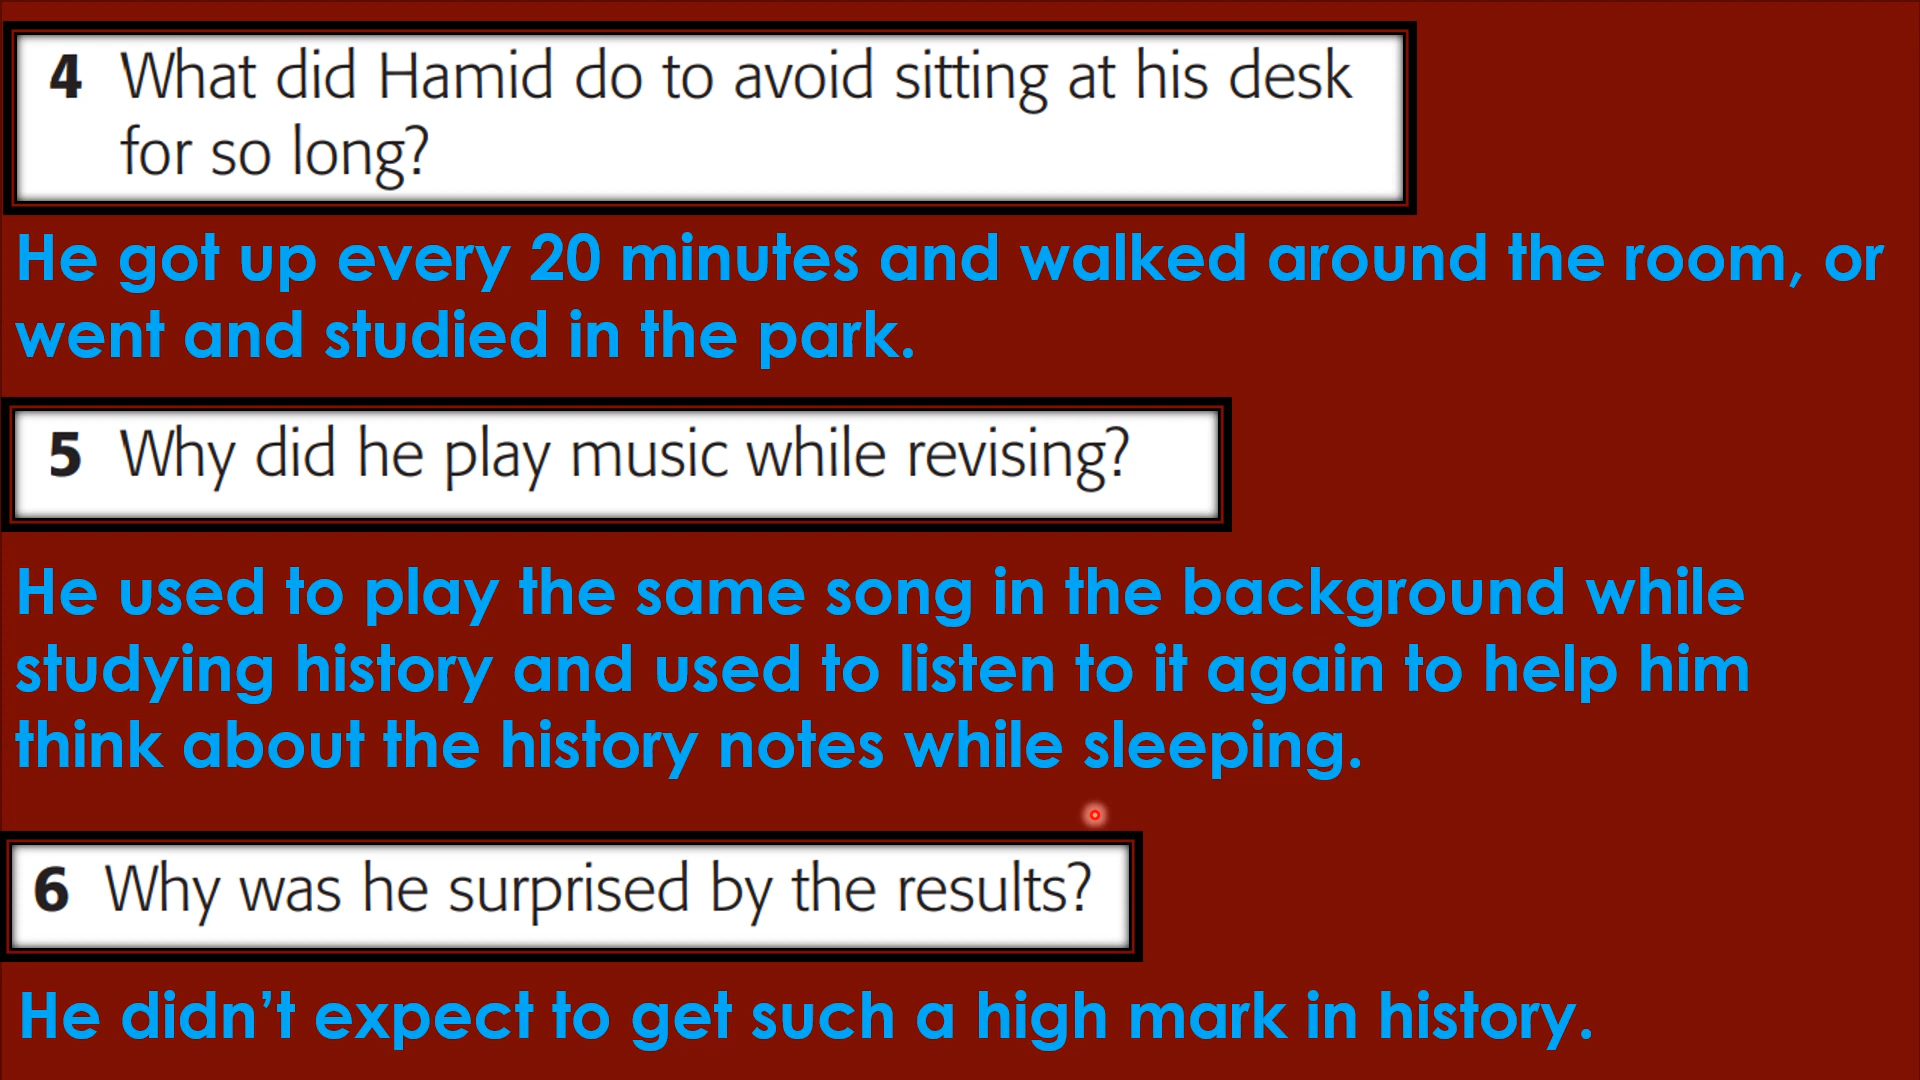 4 What did Hamid do to avoid sitting at his desk
for so long?
He got up every 20 minutes and walked around the room, or
went and studied in the park.
5 Why did he play music while revising?
He used to play the same song in the background while
studying history and used to listen to it again to help him
think about the history notes while sleeping.
6 Why was he surprised by the results?
He didn’t expect to get such a high mark in history.